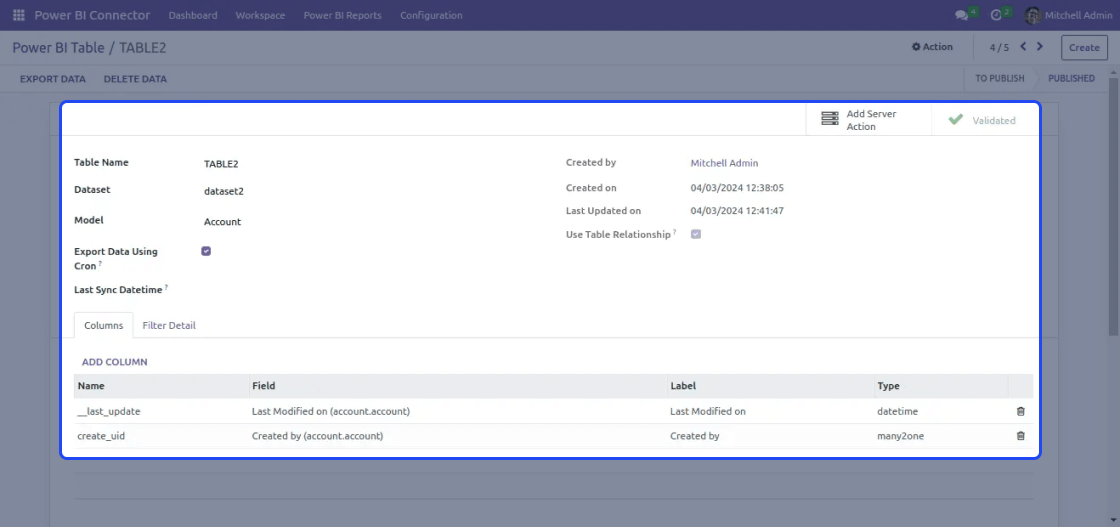 Power BI Connector Dashboard Workspace Power BI Reports Configuration 4 3 Mitchell Admin
Power BI Table / TABLE2 Action 4 / 5 Create
EXPORT DATA DELETE DATA TO PUBLISH PUBLISHED
Add Server
Action
Validated
Table Name TABLE2
Dataset dataset2
Model Account
Export Data Using
Cron ?
Last Sync Datetime ?
Created by Mitchell Admin
Created on 04/03/2024 12:38:05
Last Updated on 04/03/2024 12:41:47
Use Table Relationship ?
Columns Filter Detail
ADD COLUMN
Name Field Label Type
__last_update Last Modified on (account.account) Last Modified on datetime
create_uid Created by (account.account) Created by many2one